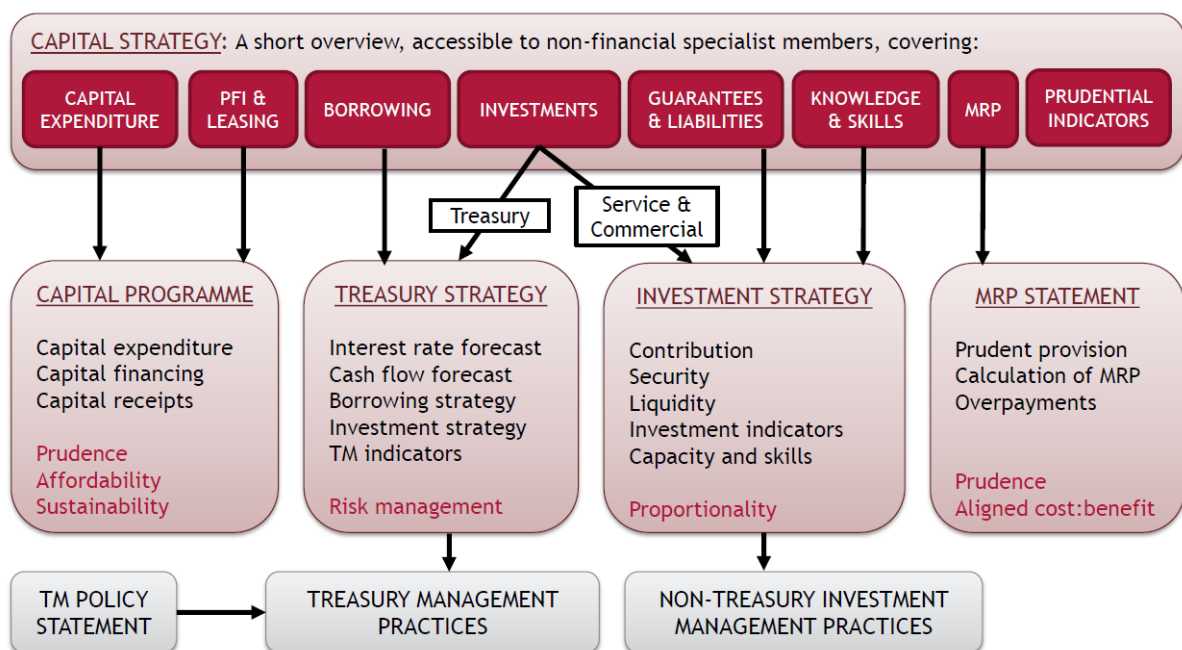 CAPITAL STRATEGY: A short overview, accessible to non-financial specialist members, covering:
CAPITAL
EXPENDITURE
PFI &
LEASING
BORROWING
INVESTMENTS
GUARANTEES
& LIABILITIES
KNOWLEDGE
& SKILLS
MRP
PRUDENTIAL
INDICATORS
Treasury
Service &
Commercial
CAPITAL PROGRAMME
Capital expenditure
Capital financing
Capital receipts
Prudence
Affordability
Sustainability
TREASURY STRATEGY
Interest rate forecast
Cash flow forecast
Borrowing strategy
Investment strategy
TM indicators
Risk management
INVESTMENT STRATEGY
Contribution
Security
Liquidity
Investment indicators
Capacity and skills
Proportionality
MRP STATEMENT
Prudent provision
Calculation of MRP
Overpayments
Prudence
Aligned cost:benefit
TM POLICY
STATEMENT
TREASURY MANAGEMENT
PRACTICES
NON-TREASURY INVESTMENT
MANAGEMENT PRACTICES